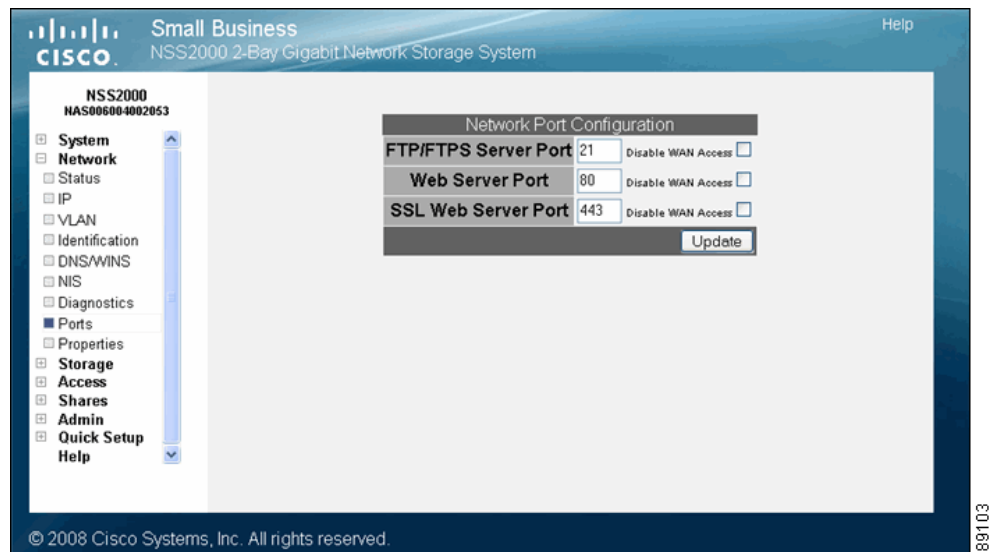 Small Business
Help
CISCO.
NSS2000 2-Bay Gigabit Network Storage System
NSS2000
NAS006004002053
System
Network
Status
IP
VLAN
Identification
DNS/WINS
NIS
Diagnostics
Ports
Properties
Storage
Access
Shares
Admin
Quick Setup
Help
Network Port Configuration
FTP/FTPS Server Port 21 Disable WAN Access
Web Server Port 80 Disable WAN Access
SSL Web Server Port 443 Disable WAN Access
Update
© 2008 Cisco Systems, Inc. All rights reserved.
89103